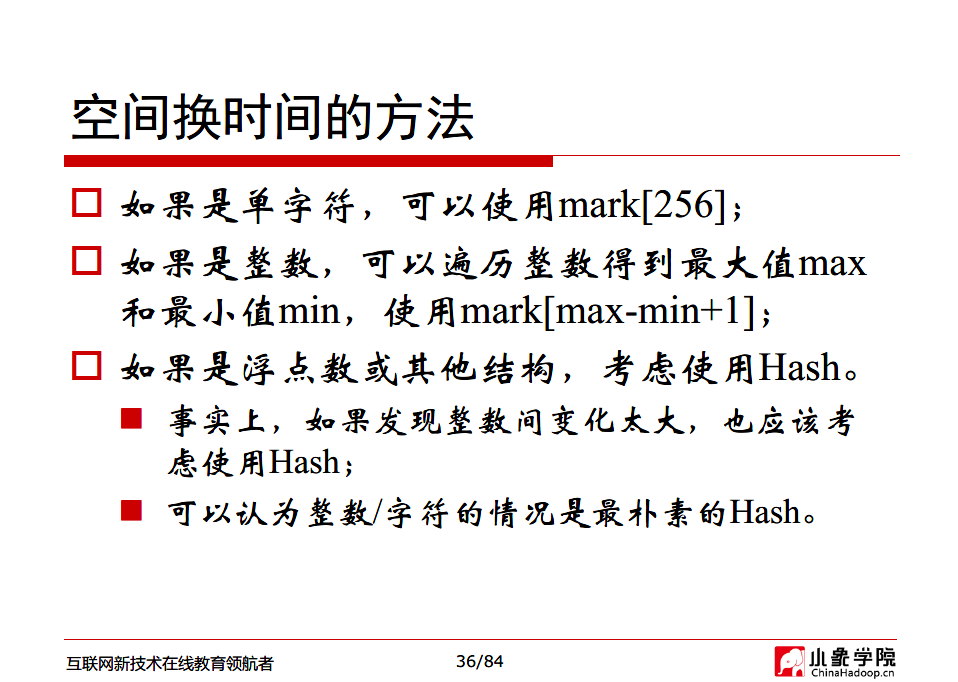 空间换时间的方法
如果是单字符，可以使用mark[256]；
如果是整数，可以遍历整数得到最大值max
和最小值min，使用mark[max-min+1]；
如果是浮点数或其他结构，考虑使用Hash。
事实上，如果发现整数间变化太大，也应该考
虑使用Hash；
可以认为整数/字符的情况是最朴素的Hash。
互联网新技术在线教育领航者
36/84
小象学院
ChinaHadoop.cn